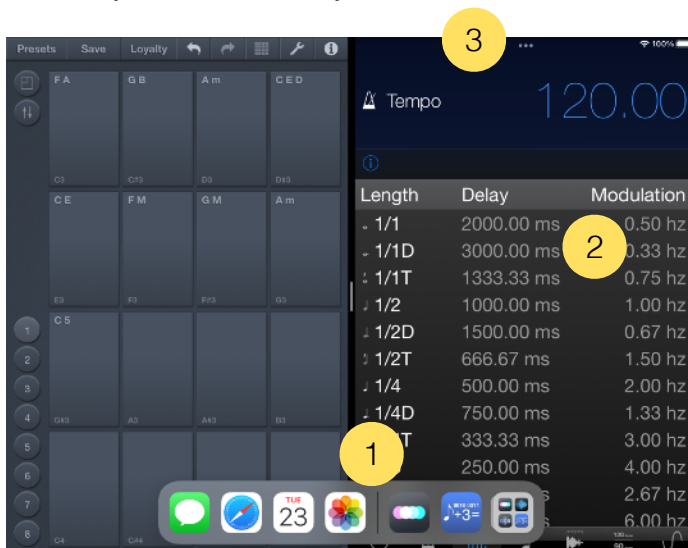 3
Presets Save Loyalty
100%
F A G B A m C E D
Tempo 120.00
C3 C#3 D3 D#3
Length Delay Modulation
C E F M G M A m
1/1 2000.00 ms 0.50 hz
1/1D 3000.00 ms 0.33 hz
2
1/1T 1333.33 ms 0.75 hz
E3 F3 F#3 G3
1/2 1000.00 ms 1.00 hz
C 5
1
1/2D 1500.00 ms 0.67 hz
2
1/2T 666.67 ms 1.50 hz
3
1/4 500.00 ms 2.00 hz
4
G#3 A3 A#3 B3
1/4D 750.00 ms 1.33 hz
5
1
T 333.33 ms 3.00 hz
6
250.00 ms 4.00 hz
7
TUE
23
+3=
s 2.67 hz
8
C4 C#4
s 6.00 hz